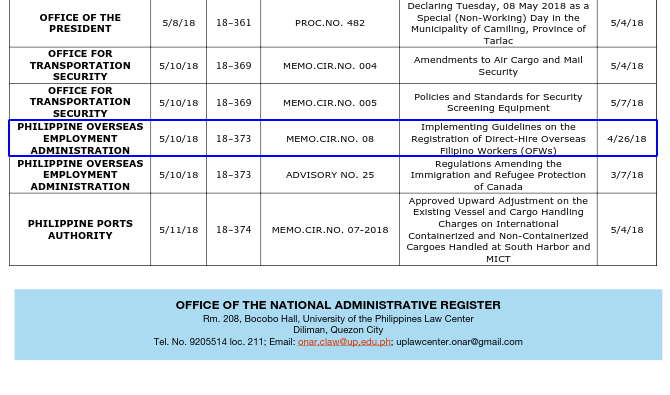 OFFICE OF THE PRESIDENT 5/8/18 18–361 PROC.NO. 482 Declaring Tuesday, 08 May 2018 as a Special (Non-Working) Day in the Municipality of Camiling, Province of Tarlac 5/4/18
OFFICE FOR TRANSPORTATION SECURITY 5/10/18 18–369 MEMO.CIR.NO. 004 Amendments to Air Cargo and Mail Security 5/4/18
OFFICE FOR TRANSPORTATION SECURITY 5/10/18 18–369 MEMO.CIR.NO. 005 Policies and Standards for Security Screening Equipment 5/7/18
PHILIPPINE OVERSEAS EMPLOYMENT ADMINISTRATION 5/10/18 18–373 MEMO.CIR.NO. 08 Implementing Guidelines on the Registration of Direct-Hire Overseas Filipino Workers (OFWs) 4/26/18
PHILIPPINE OVERSEAS EMPLOYMENT ADMINISTRATION 5/10/18 18–373 ADVISORY NO. 25 Regulations Amending the Immigration and Refugee Protection of Canada 3/7/18
PHILIPPINE PORTS AUTHORITY 5/11/18 18–374 MEMO.CIR.NO. 07-2018 Approved Upward Adjustment on the Existing Vessel and Cargo Handling Charges on International Containerized and Non-Containerized Cargoes Handled at South Harbor and MICT 5/4/18
OFFICE OF THE NATIONAL ADMINISTRATIVE REGISTER
Rm. 208, Bocobo Hall, University of the Philippines Law Center
Diliman, Quezon City
Tel. No. 9205514 loc. 211; Email: onar.claw@up.edu.ph; uplawcenter.onar@gmail.com